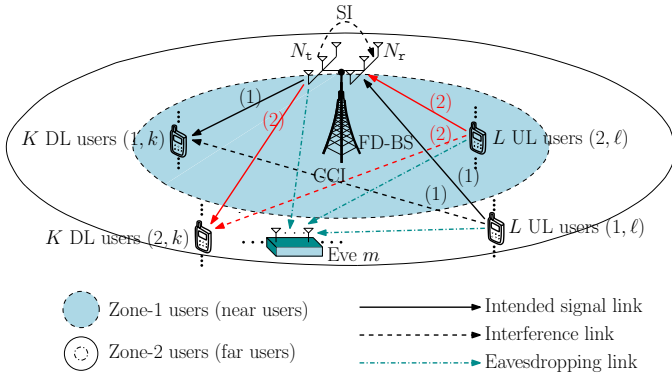 SI
N_t
N_r
(1)
(2)
(2)
K DL users (1, k)
(2)
L UL users (2, ℓ)
FD-BS
CCI
(1)
(1)
K DL users (2, k)
L UL users (1, ℓ)
Eve m
Zone-1 users (near users)
Zone-2 users (far users)
Intended signal link
Interference link
Eavesdropping link